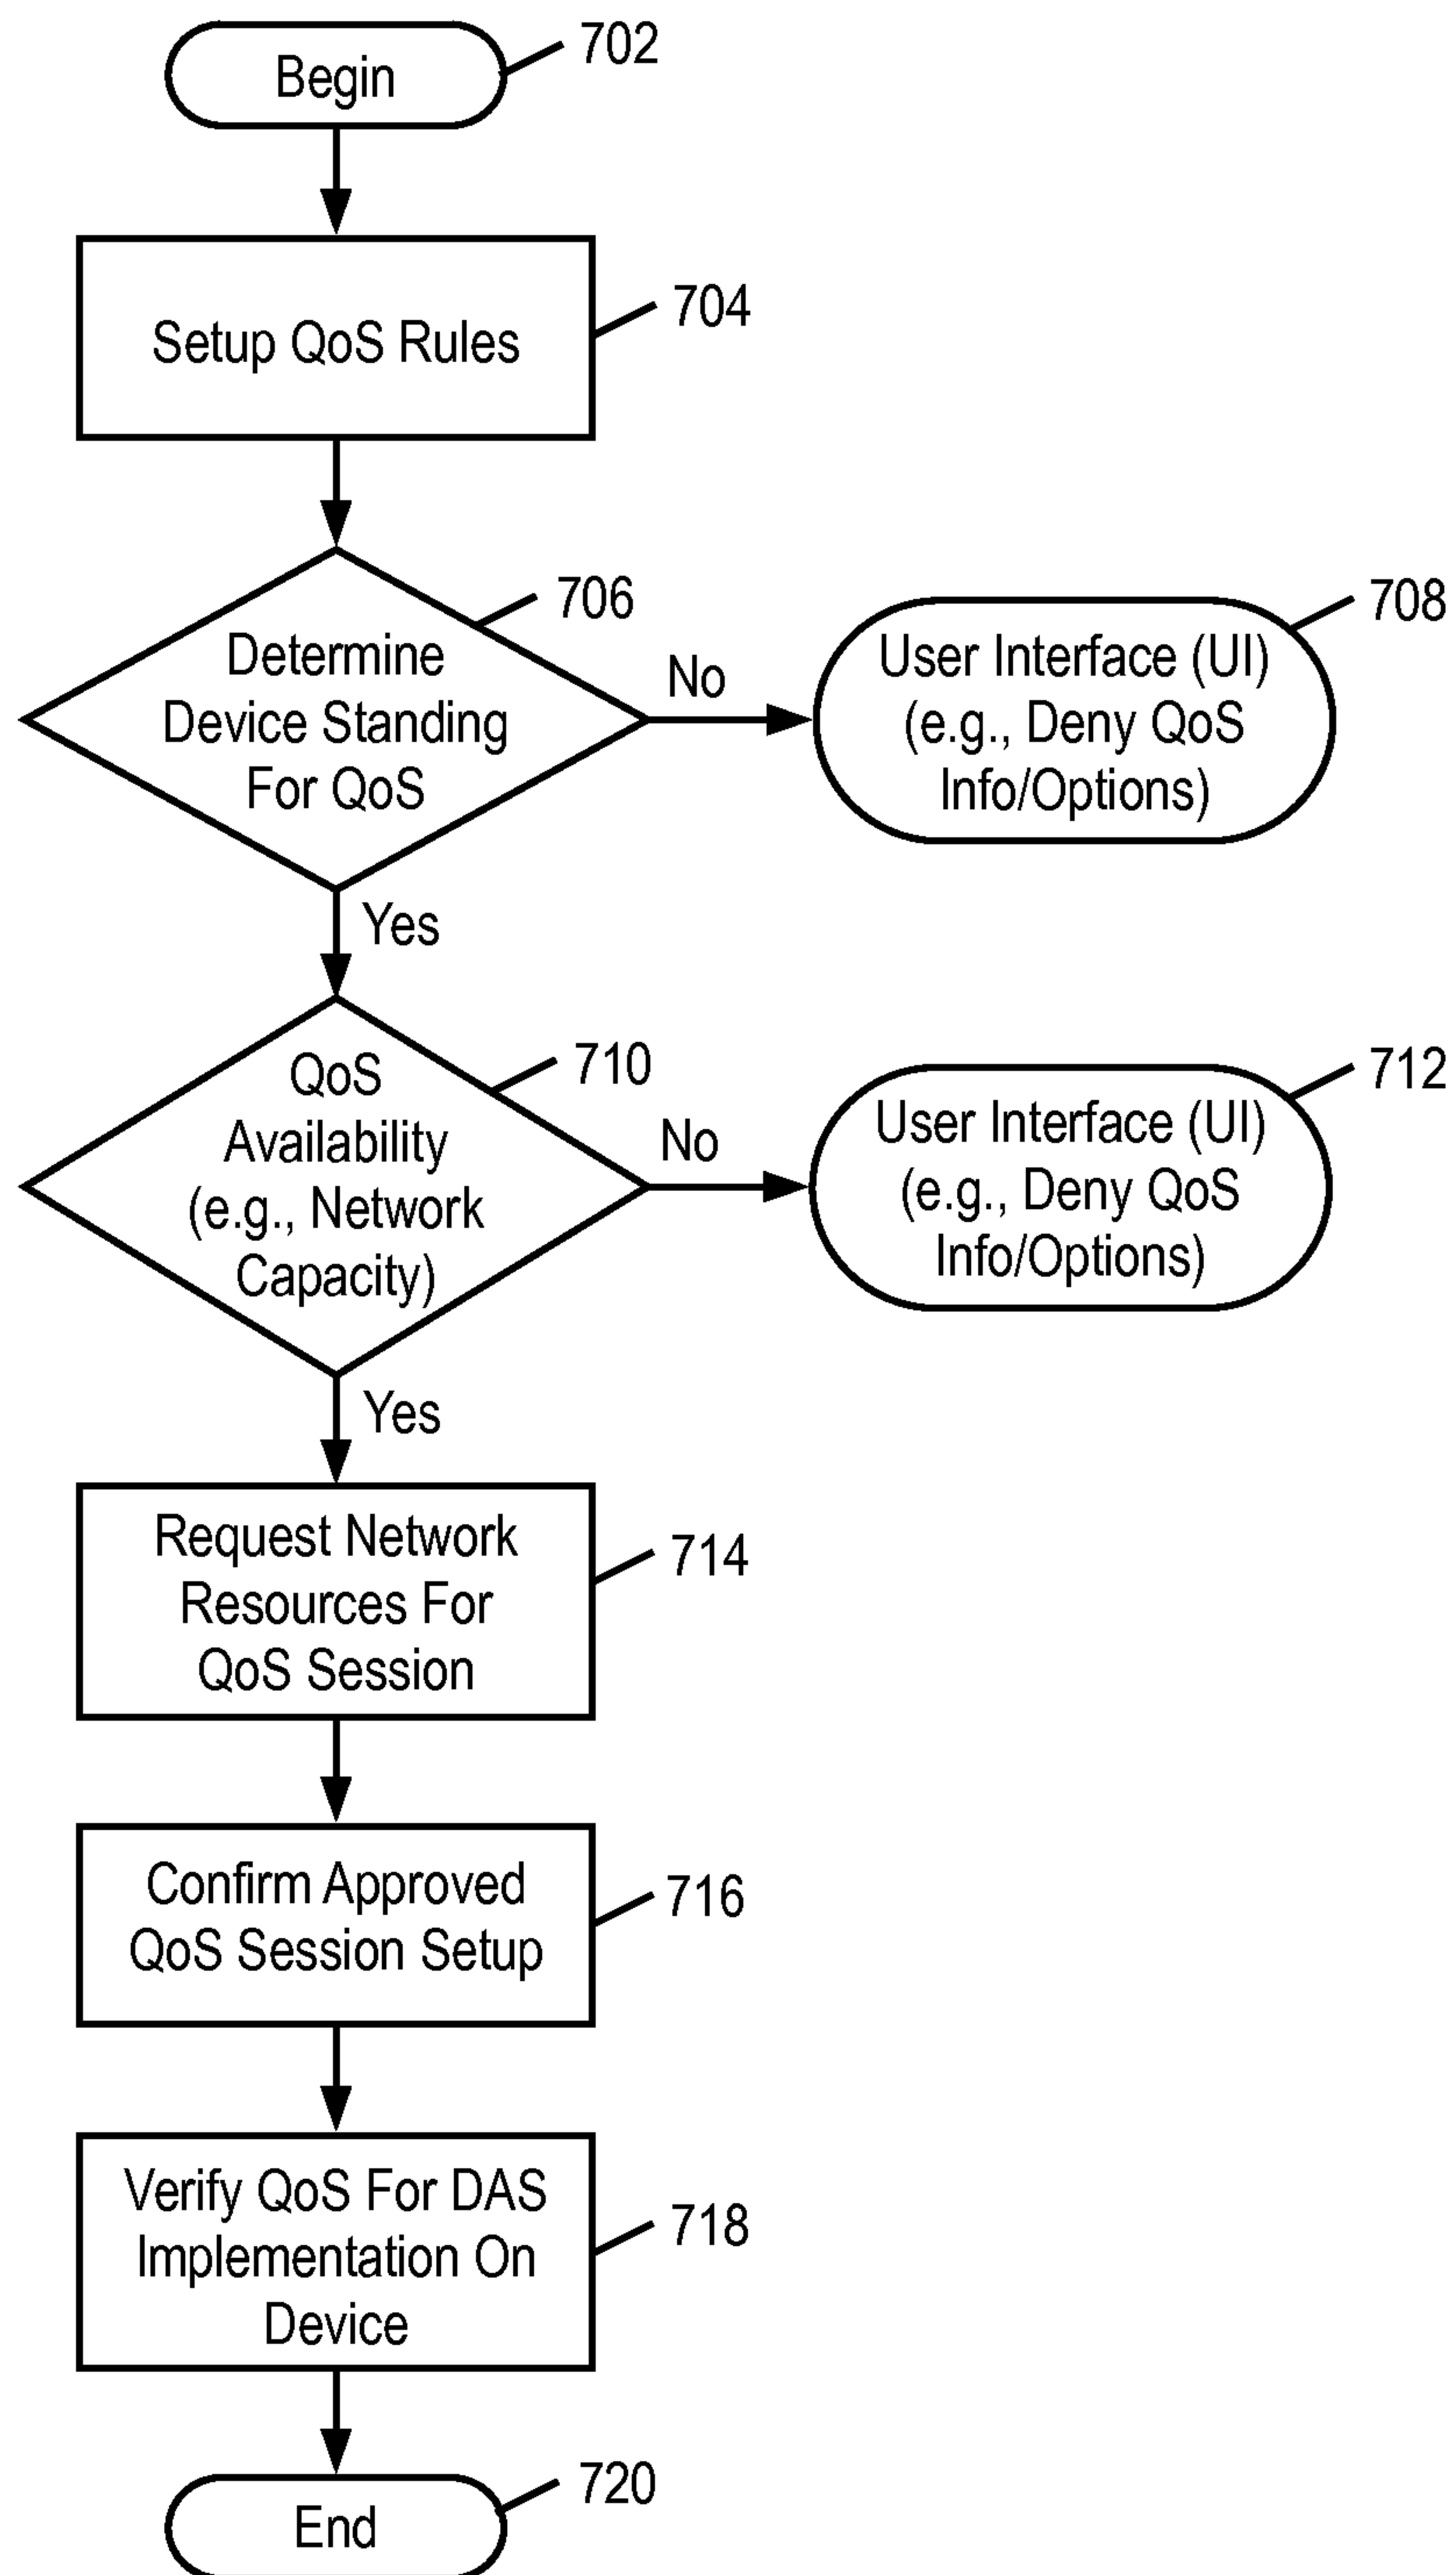 Begin
702
Setup QoS Rules
704
Determine
Device Standing
For QoS
706
No
User Interface (UI)
(e.g., Deny QoS
Info/Options)
708
Yes
QoS
Availability
(e.g., Network
Capacity)
710
No
User Interface (UI)
(e.g., Deny QoS
Info/Options)
712
Yes
Request Network
Resources For
QoS Session
714
Confirm Approved
QoS Session Setup
716
Verify QoS For DAS
Implementation On
Device
718
End
720